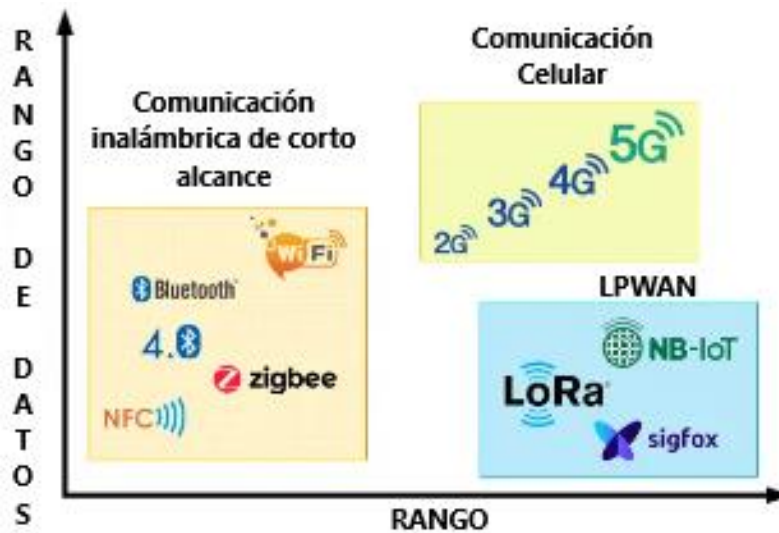 RANGO DE DATOS
Comunicación
inalámbrica de corto
alcance
WiFi
Bluetooth
4.0
zigbee
NFC
Comunicación
Celular
5G
4G
3G
2G
LPWAN
NB-IoT
LoRa
sigfox
RANGO